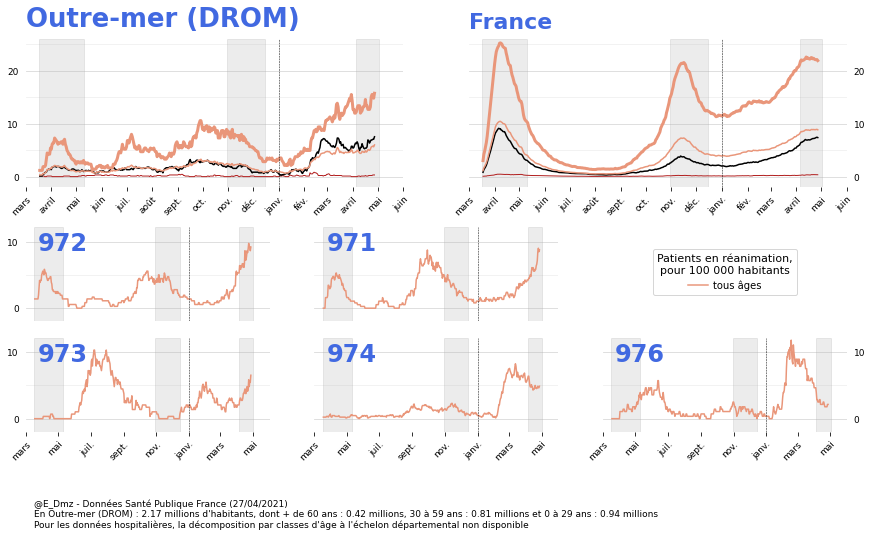 Outre-mer (DROM)
France
20
10
0
20
10
0
mars
avril
mai
juin
juil.
août
sept.
oct.
nov.
déc.
janv.
fév.
mars
avril
mai
juin
mars
avril
mai
juin
juil.
août
sept.
oct.
nov.
déc.
janv.
fév.
mars
avril
mai
juin
972
10
0
971
Patients en réanimation,
pour 100 000 habitants
tous âges
973
10
0
974
976
10
0
mars
mai
juil.
sept.
nov.
janv.
mars
mai
mars
mai
juil.
sept.
nov.
janv.
mars
mai
mars
mai
juil.
sept.
nov.
janv.
mars
mai
@E_Dmz - Données Santé Publique France (27/04/2021)
En Outre-mer (DROM) : 2.17 millions d'habitants, dont + de 60 ans : 0.42 millions, 30 à 59 ans : 0.81 millions et 0 à 29 ans : 0.94 millions
Pour les données hospitalières, la décomposition par classes d'âge à l'échelon départemental non disponible